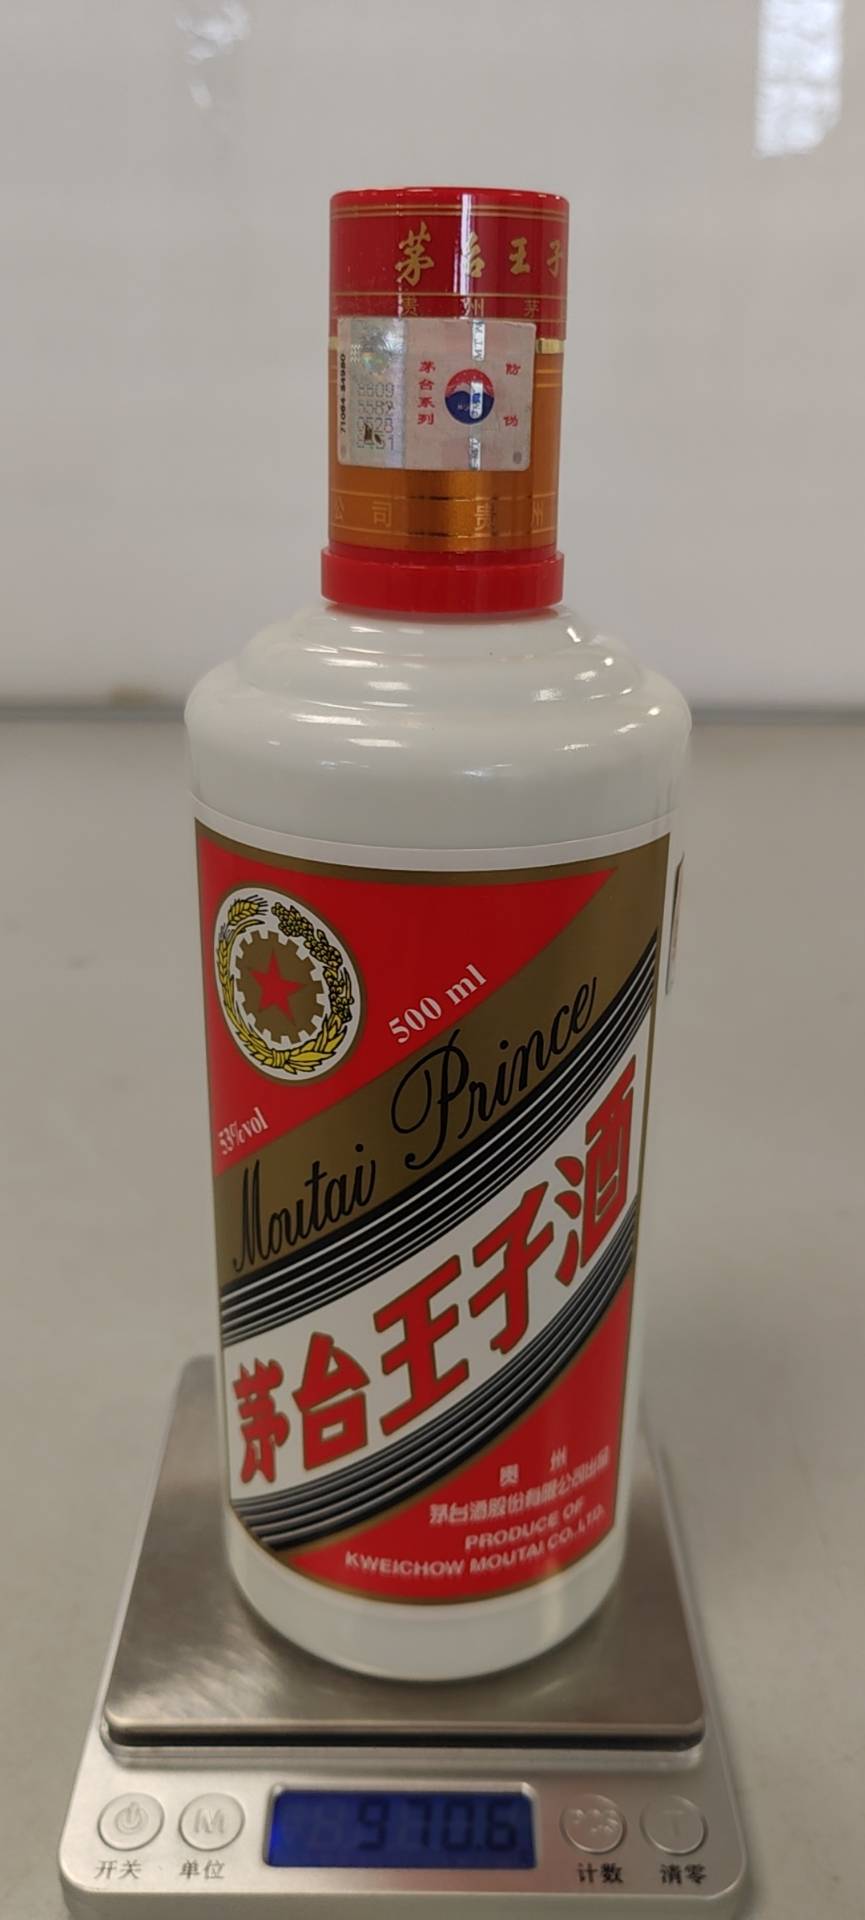 茅台王子
贵州茅
71064 84980
茅台系列
防伪
公司 贵州
500 ml
53%vol
Moutai Prince
茅台王子酒
贵州
茅台酒股份有限公司出品
PRODUCE OF
KWEICHOW MOUTAI CO.,LTD.
970.6
M
PCS
T
开关
单位
计数
清零